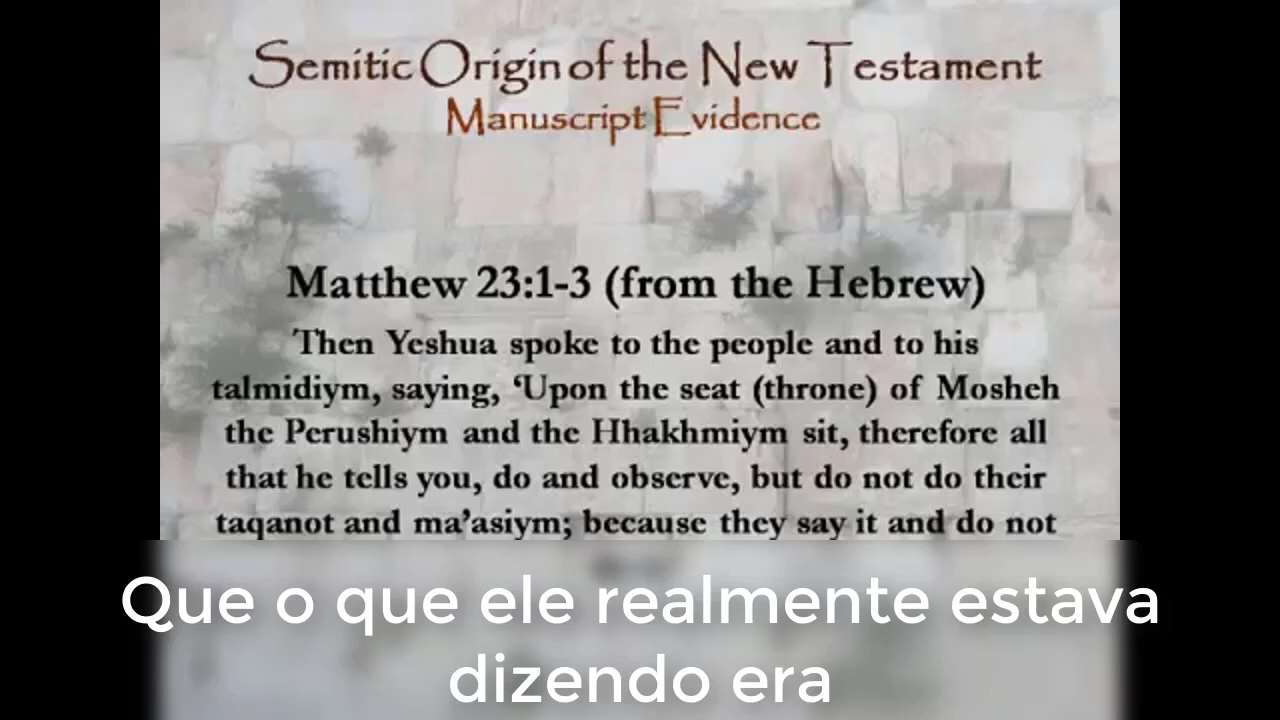 Semitic Origin of the New Testament
Manuscript Evidence
Matthew 23:1-3 (from the Hebrew)
Then Yeshua spoke to the people and to his
talmidiym, saying, ‘Upon the seat (throne) of Mosheh
the Perushiym and the Hhakhmiym sit, therefore all
that he tells you, do and observe, but do not do their
taqanot and ma’asiym; because they say it and do not
Que o que ele realmente estava
dizendo era